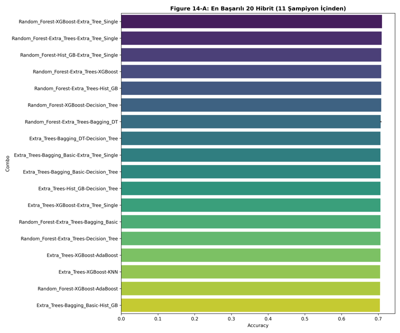 Figure 14-A: En Başarılı 20 Hibrit (11 Şampiyon İçinden)
Random_Forest-XGBoost-Extra_Tree_Single
Random_Forest-Extra_Trees-Extra_Tree_Single
Random_Forest-Hist_GB-Extra_Tree_Single
Random_Forest-Extra_Trees-XGBoost
Random_Forest-Extra_Trees-Hist_GB
Random_Forest-XGBoost-Decision_Tree
Random_Forest-Extra_Trees-Bagging_DT
Extra_Trees-Bagging_DT-Decision_Tree
Extra_Trees-Bagging_Basic-Extra_Tree_Single
Extra_Trees-Bagging_Basic-Decision_Tree
Extra_Trees-Hist_GB-Decision_Tree
Extra_Trees-XGBoost-Extra_Tree_Single
Random_Forest-Extra_Trees-Bagging_Basic
Random_Forest-Extra_Trees-Decision_Tree
Extra_Trees-XGBoost-AdaBoost
Extra_Trees-XGBoost-KNN
Random_Forest-XGBoost-AdaBoost
Extra_Trees-Bagging_Basic-Hist_GB
Combo
0.0 0.1 0.2 0.3 0.4 0.5 0.6 0.7
Accuracy